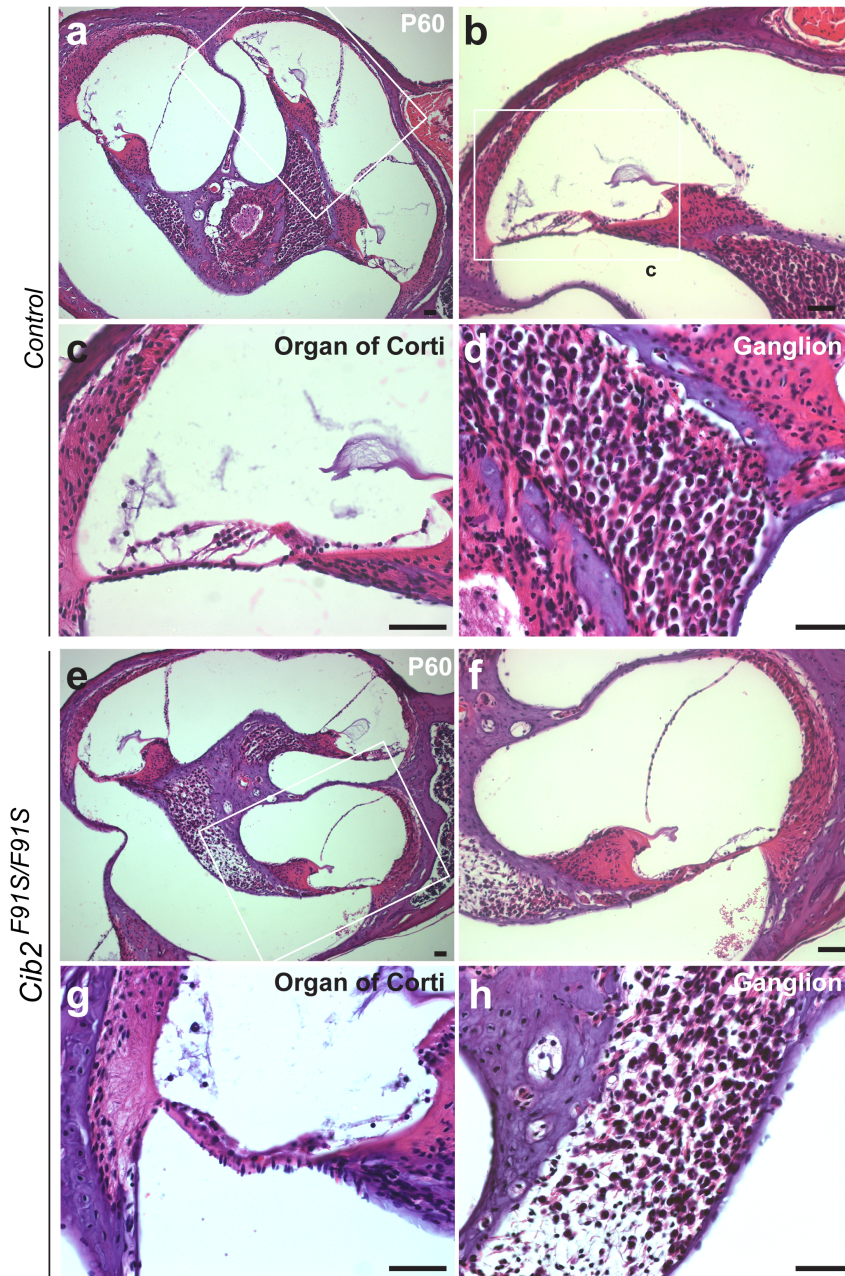 a
P60
b
c
Control
c
Organ of Corti
d
Ganglion
e
P60
f
Cib2 F91S/F91S
g
Organ of Corti
h
Ganglion